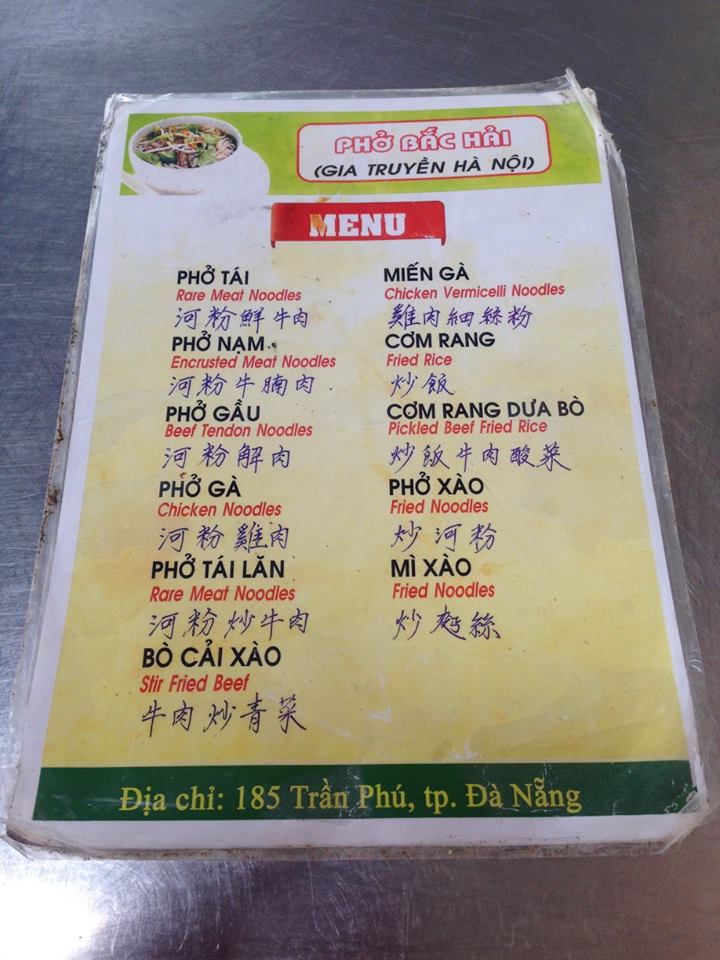 PHỞ BẮC HẢI
(GIA TRUYỀN HÀ NỘI)
MENU
PHỞ TÁI
Rare Meat Noodles
河粉鮮牛肉
PHỞ NẠM
Encrusted Meat Noodles
河粉牛腩肉
PHỞ GẦU
Beef Tendon Noodles
河粉解肉
PHỞ GÀ
Chicken Noodles
河粉雞肉
PHỞ TÁI LĂN
Rare Meat Noodles
河粉炒牛肉
BÒ CẢI XÀO
Stir Fried Beef
牛肉炒青菜
MIẾN GÀ
Chicken Vermicelli Noodles
雞肉細絲粉
CƠM RANG
Fried Rice
炒飯
CƠM RANG DƯA BÒ
Pickled Beef Fried Rice
炒飯牛肉酸菜
PHỞ XÀO
Fried Noodles
炒河粉
MÌ XÀO
Fried Noodles
炒麵絲
Địa chỉ: 185 Trần Phú, tp. Đà Nẵng